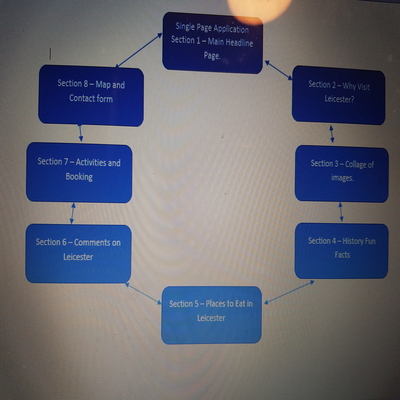 Single Page Application
Section 1 – Main Headline
Page.
Section 2 – Why Visit
Leicester?
Section 3 – Collage of
images.
Section 4 – History Fun
Facts
Section 5 – Places to Eat in
Leicester
Section 6 – Comments on
Leicester
Section 7 – Activities and
Booking
Section 8 – Map and
Contact form